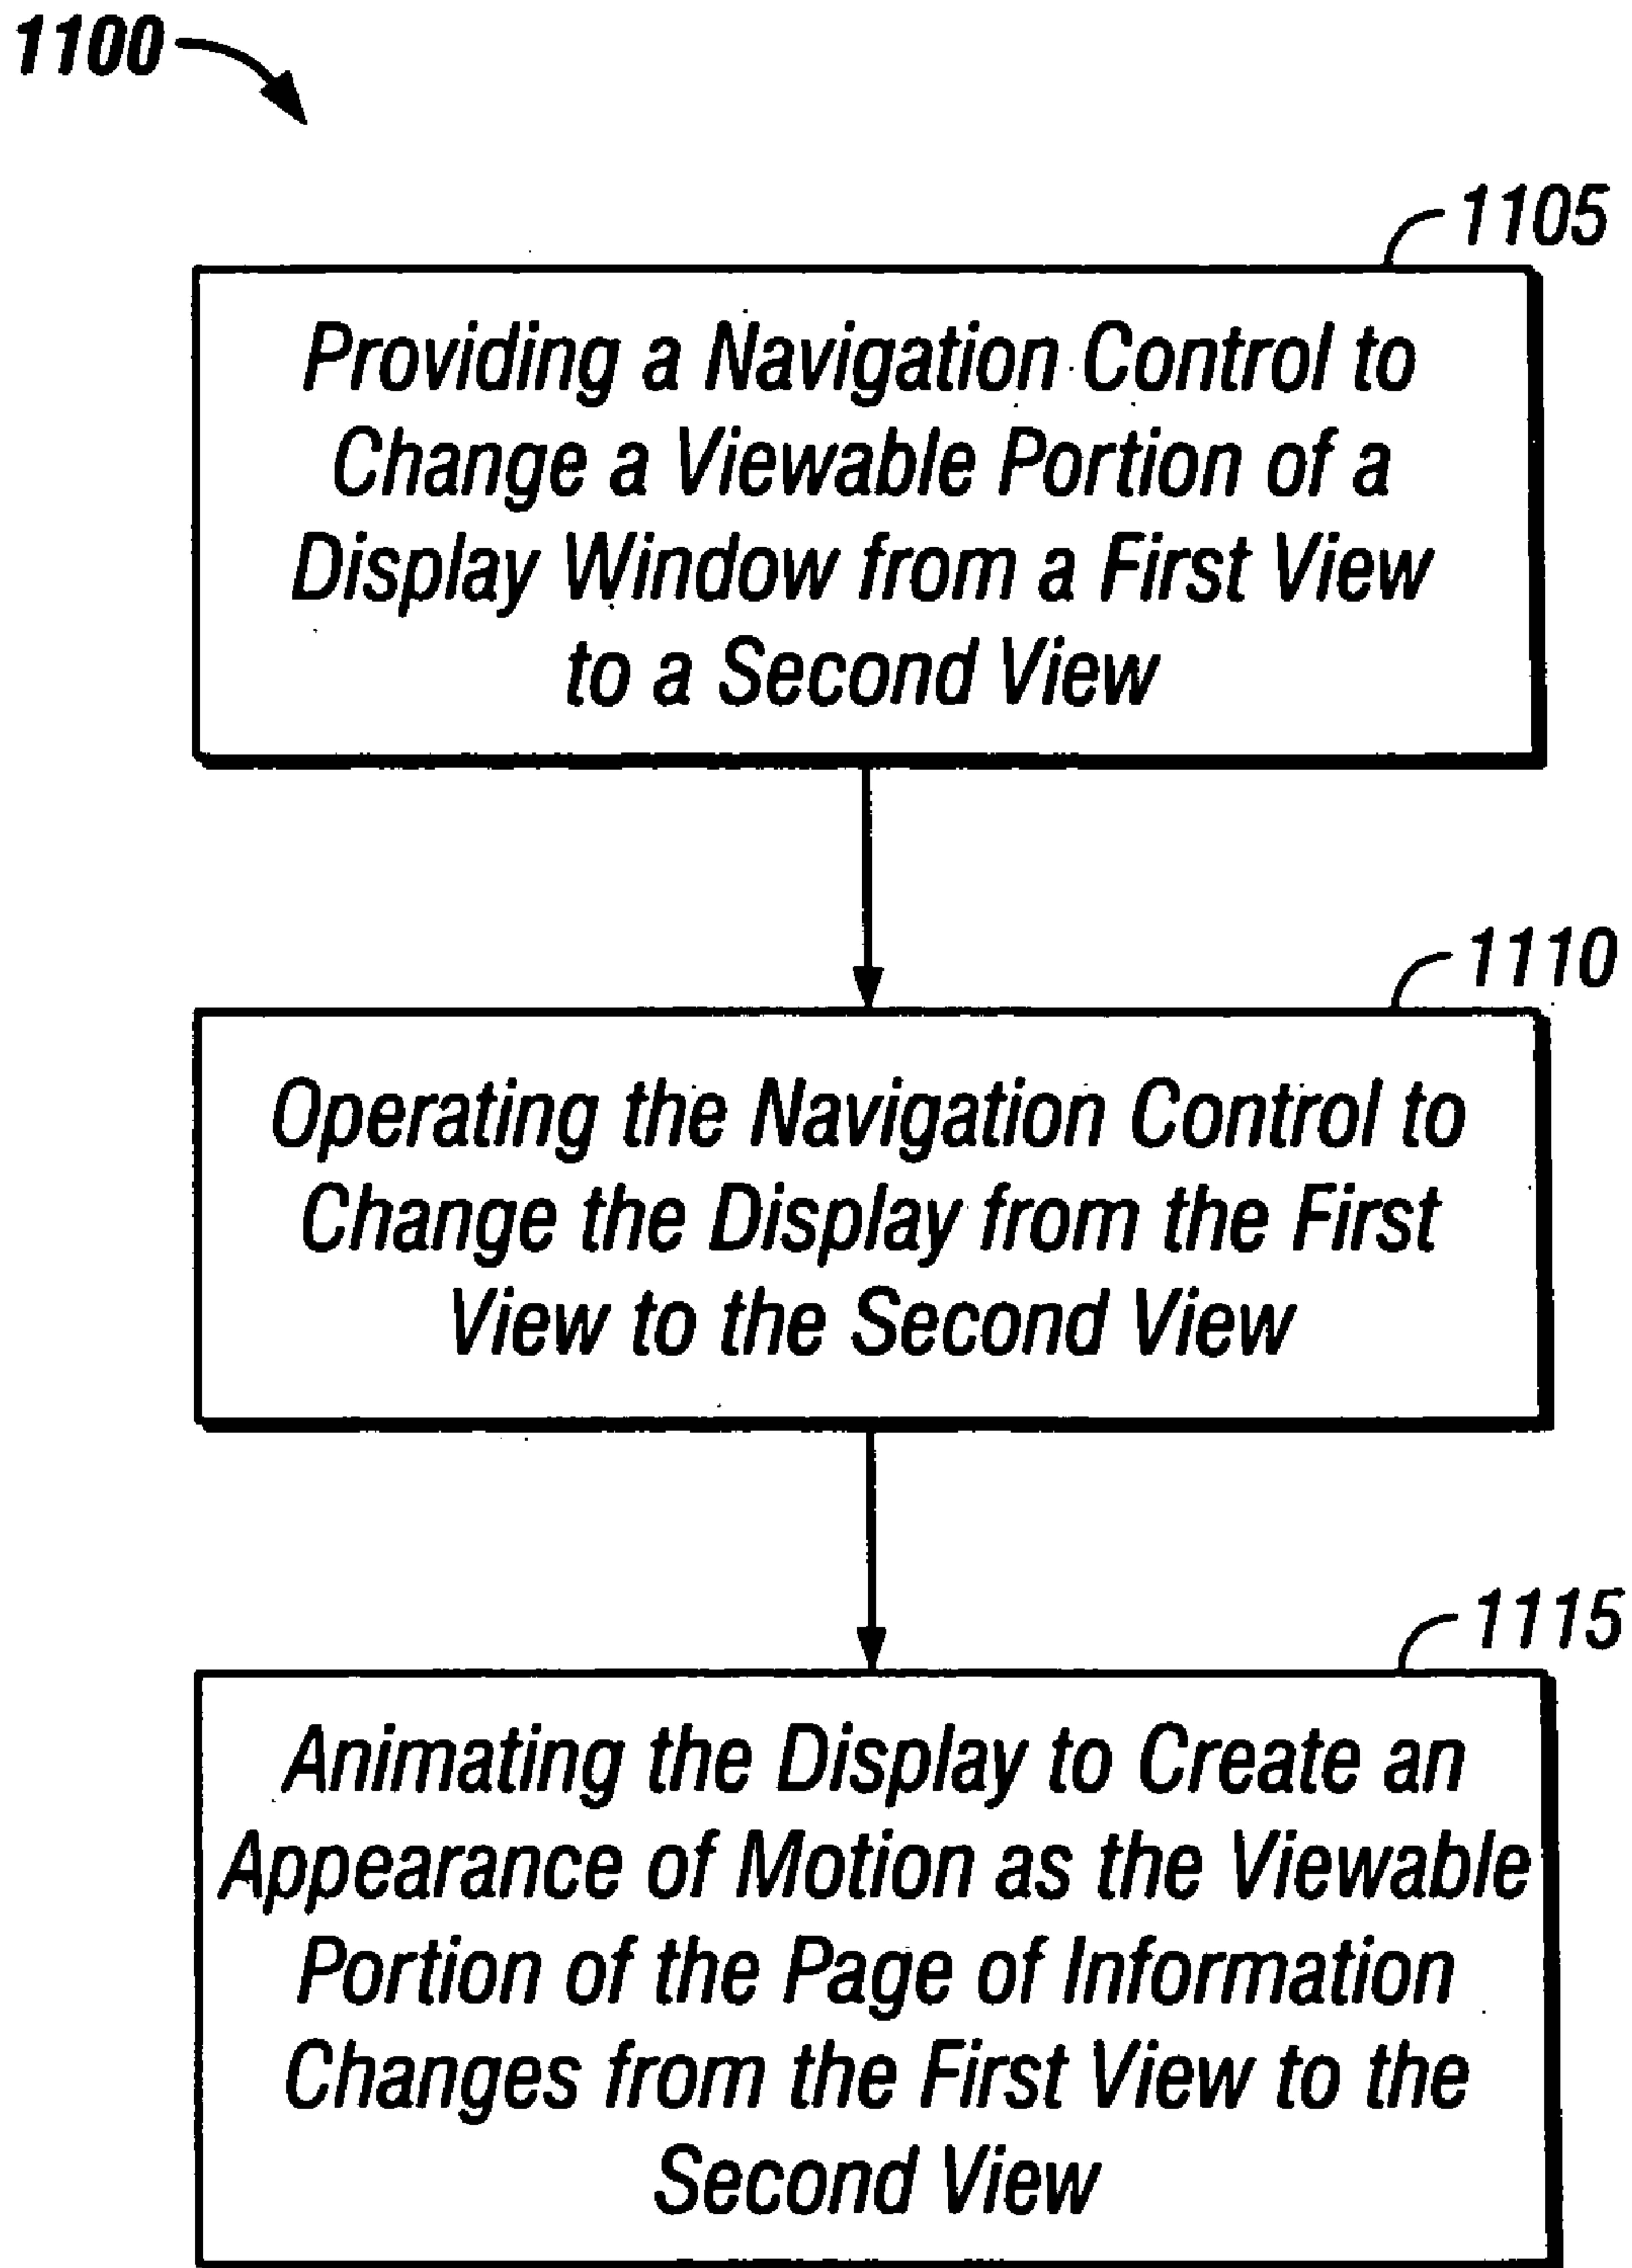 1100
1105
Providing a Navigation Control to
Change a Viewable Portion of a
Display Window from a First View
to a Second View
1110
Operating the Navigation Control to
Change the Display from the First
View to the Second View
1115
Animating the Display to Create an
Appearance of Motion as the Viewable
Portion of the Page of Information
Changes from the First View to the
Second View